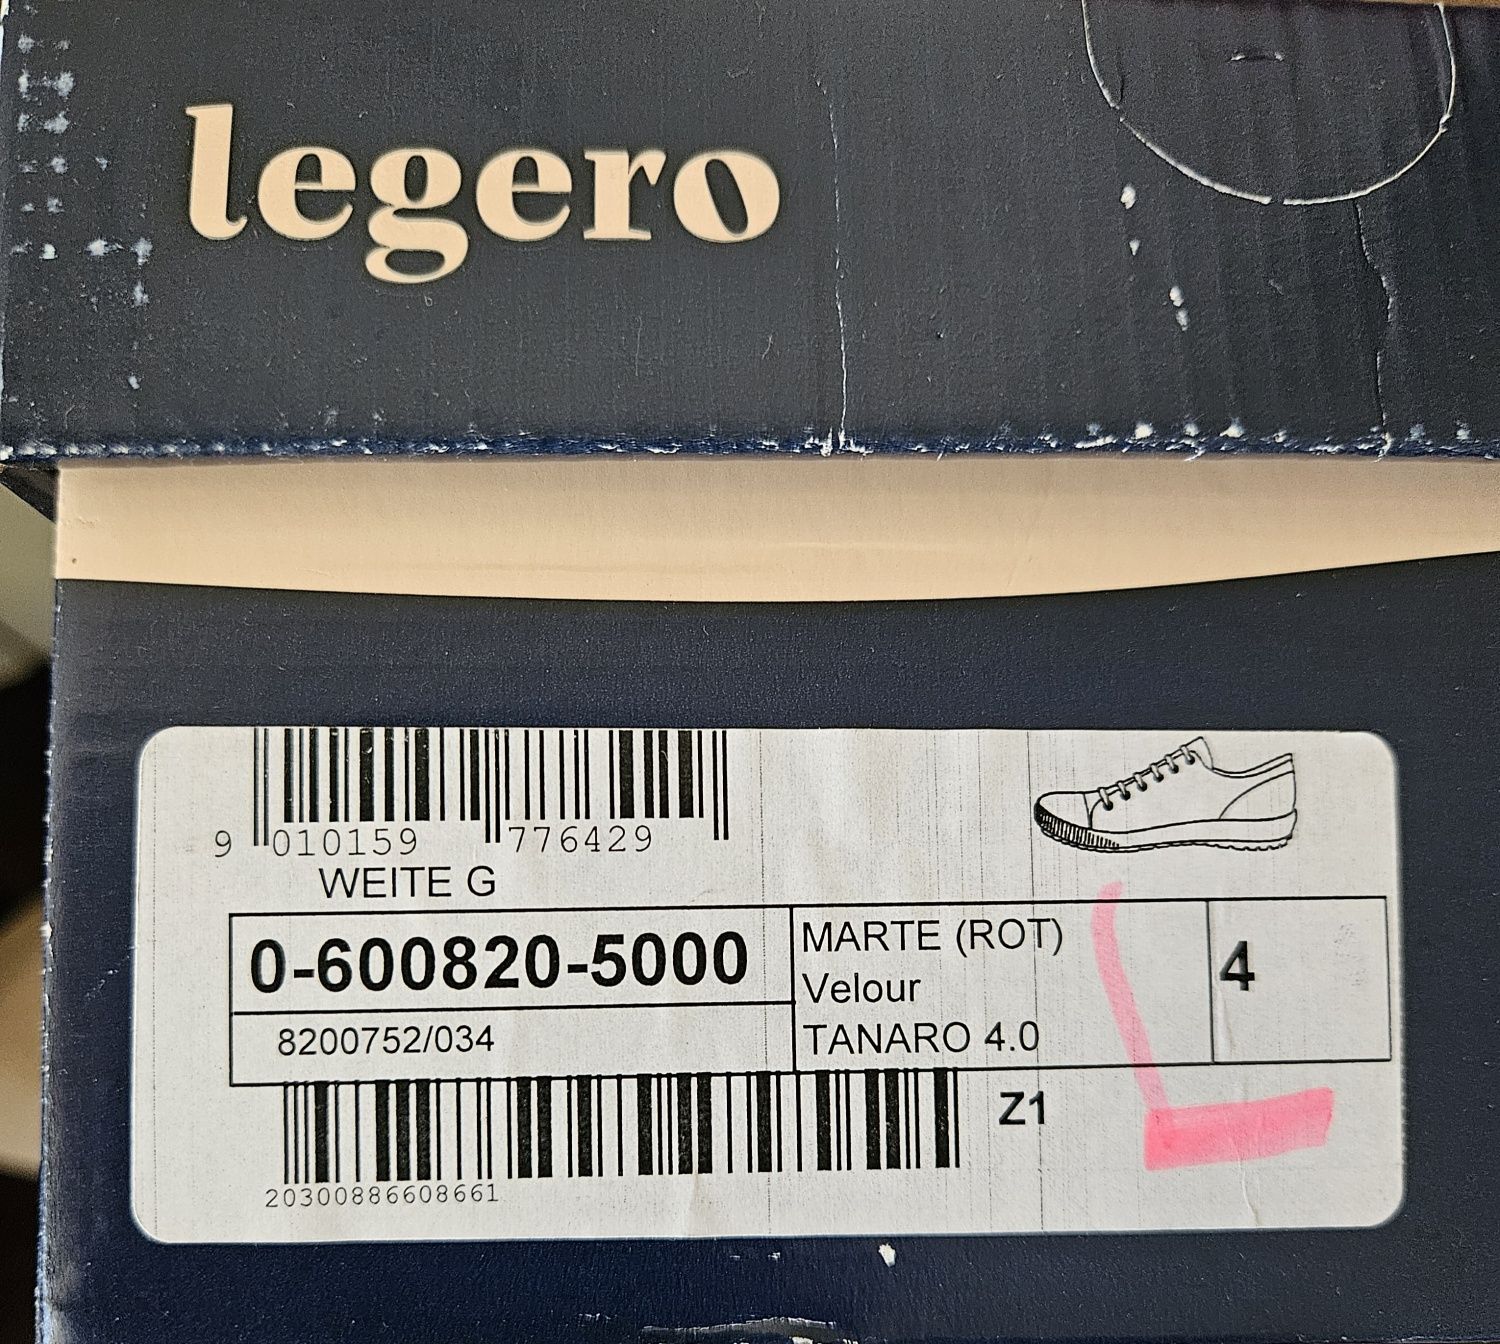 legero
9 010159 776429
WEITE G
0-600820-5000
8200752/034
MARTE (ROT)
Velour
TANARO 4.0
4
Z1
20300886608661
L